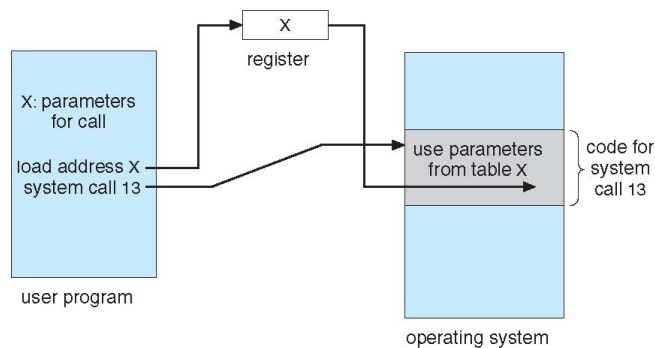 X
register
X: parameters
for call
load address X
system call 13
user program
use parameters
from table X
code for
system
call 13
operating system